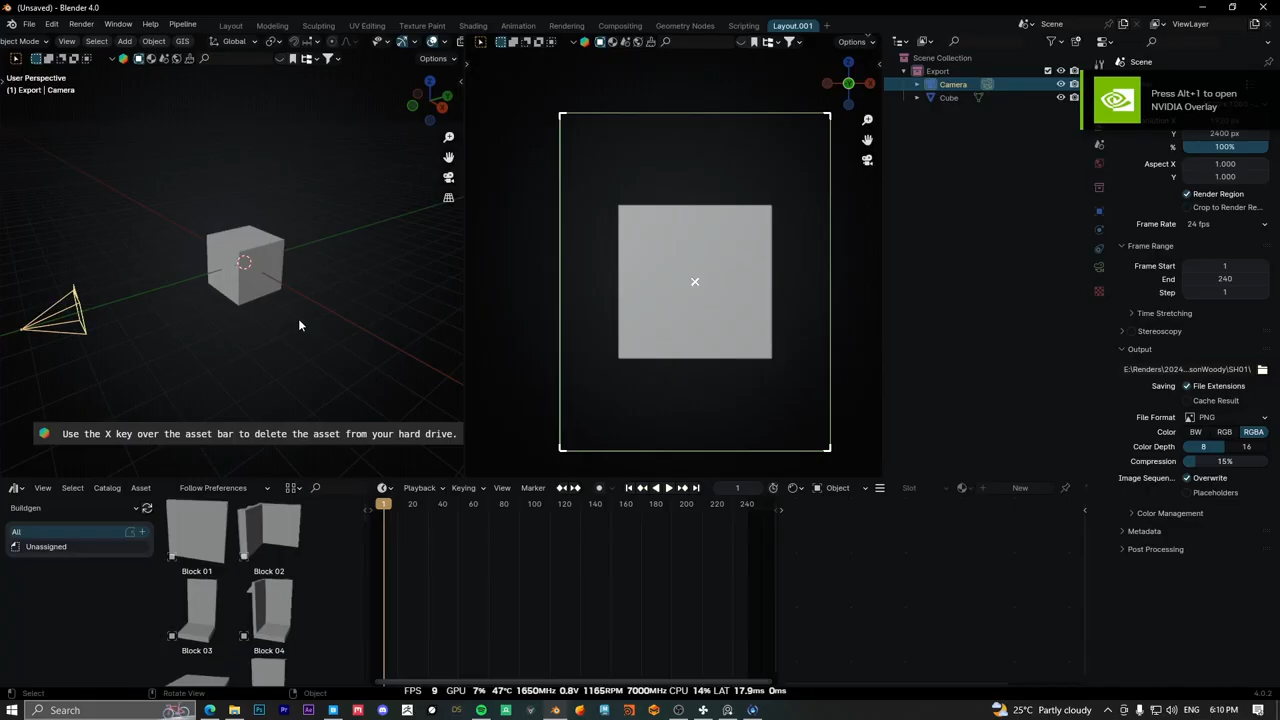 (Unsaved) - Blender 4.0
File Edit Render Window Help Pipeline
Layout Modeling Sculpting UV Editing Texture Paint Shading Animation Rendering Compositing Geometry Nodes Scripting Layout.001 +
Scene ViewLayer
ject Mode View Select Add Object GIS Global
Options
Options
User Perspective
(1) Export | Camera
Z
Y
X
Z
X
Use the X key over the asset bar to delete the asset from your hard drive.
Scene Collection
Export
Camera
Cube
Scene
Press Alt+1 to open
NVIDIA Overlay
Y 2400 px
% 100%
Aspect X 1.000
Y 1.000
Render Region
Crop to Render Re...
Frame Rate 24 fps
Frame Range
Frame Start 1
End 240
Step 1
Time Stretching
Stereoscopy
Output
E:\Renders\2024...sonWoody\SH01\
Saving File Extensions
Cache Result
File Format PNG
Color BW RGB RGBA
Color Depth 8 16
Compression 15%
Image Sequen... Overwrite
Placeholders
Color Management
Metadata
Post Processing
View Select Catalog Asset Follow Preferences
Buildgen
All
Unassigned
Block 01
Block 02
Block 03
Block 04
Playback Keying View Marker 1
1 20 40 60 80 100 120 140 160 180 200 220 240
Object Slot New
Select Rotate View Object 4.0.2
FPS 9 GPU 7% 47°C 1650MHz 0.8V 1165RPM 7000MHz CPU 14% LAT 17.9ms 0ms
Search
25°C Partly cloudy 6:10 PM